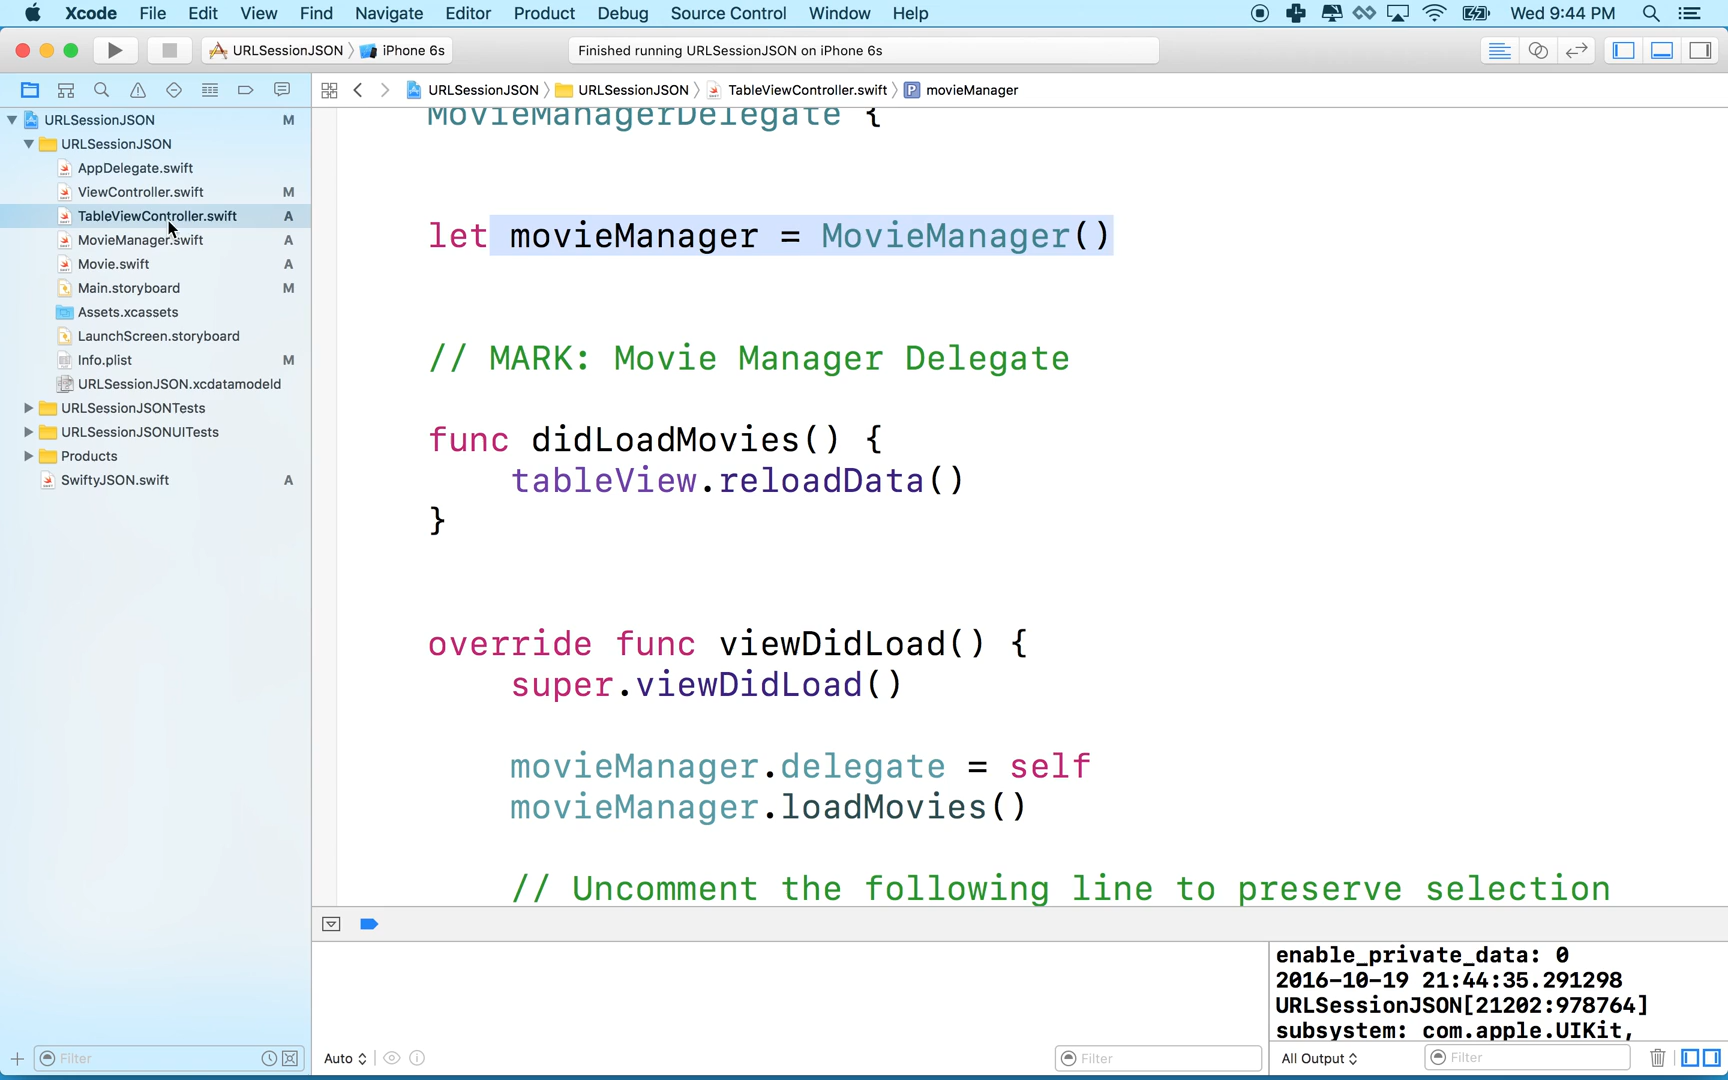 Xcode File Edit View Find Navigate Editor Product Debug Source Control Window Help Wed 9:44 PM
URLSessionJSON iPhone 6s Finished running URLSessionJSON on iPhone 6s
URLSessionJSON URLSessionJSON TableViewController.swift P movieManager
URLSessionJSON M
URLSessionJSON
AppDelegate.swift
ViewController.swift M
TableViewController.swift A
MovieManager.swift A
Movie.swift A
Main.storyboard M
Assets.xcassets
LaunchScreen.storyboard
Info.plist M
URLSessionJSON.xcdatamodeld
URLSessionJSONTests
URLSessionJSONUITests
Products
SwiftyJSON.swift A
MovieManagerDelegate {
let movieManager = MovieManager()
// MARK: Movie Manager Delegate
func didLoadMovies() {
tableView.reloadData()
}
override func viewDidLoad() {
super.viewDidLoad()
movieManager.delegate = self
movieManager.loadMovies()
// Uncomment the following line to preserve selection
enable_private_data: 0
2016-10-19 21:44:35.291298
URLSessionJSON[21202:978764]
subsystem: com.apple.UIKit,
Filter Auto Filter All Output Filter